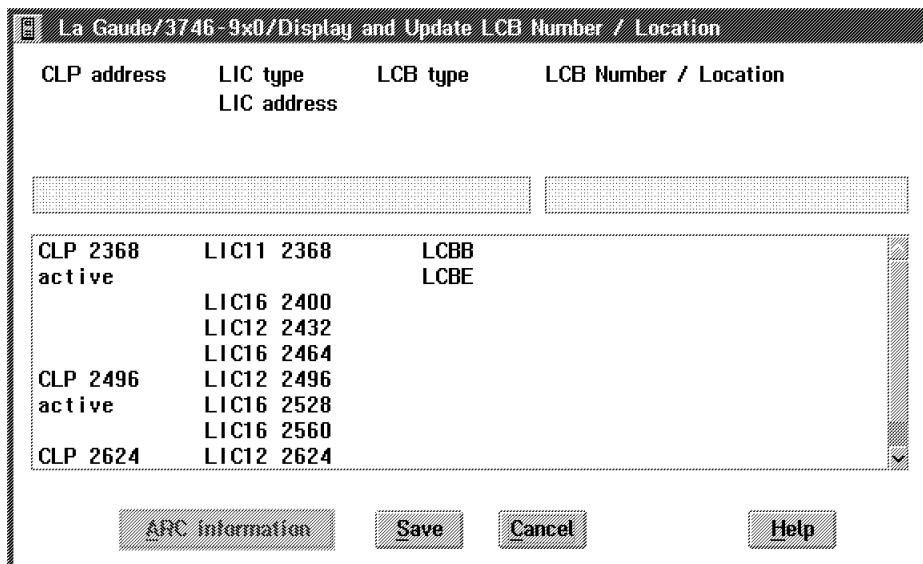 La Gaude/3746-9x0/Display and Update LCB Number / Location
CLP address LIC type LCB type LCB Number / Location
LIC address
CLP 2368 LIC11 2368 LCBB
active LCBE
LIC16 2400
LIC12 2432
LIC16 2464
CLP 2496 LIC12 2496
active LIC16 2528
LIC16 2560
CLP 2624 LIC12 2624
ARC information Save Cancel Help